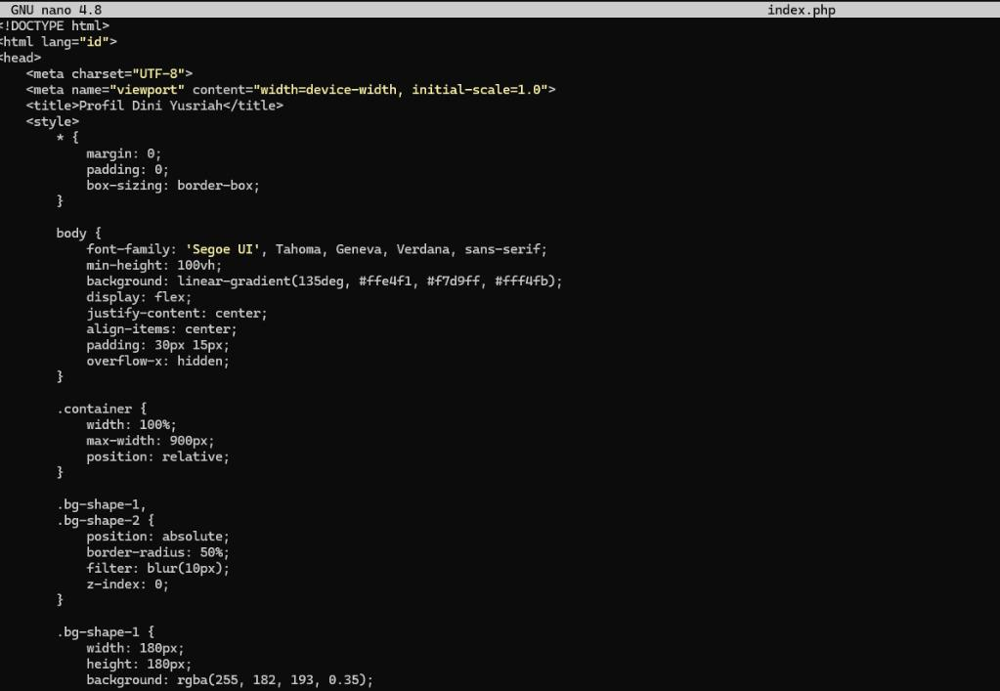 GNU nano 4.8 index.php
<!DOCTYPE html>
<html lang="id">
<head>
    <meta charset="UTF-8">
    <meta name="viewport" content="width=device-width, initial-scale=1.0">
    <title>Profil Dini Yusriah</title>
    <style>
        * {
            margin: 0;
            padding: 0;
            box-sizing: border-box;
        }

        body {
            font-family: 'Segoe UI', Tahoma, Geneva, Verdana, sans-serif;
            min-height: 100vh;
            background: linear-gradient(135deg, #ffe4f1, #f7d9ff, #fff4fb);
            display: flex;
            justify-content: center;
            align-items: center;
            padding: 30px 15px;
            overflow-x: hidden;
        }

        .container {
            width: 100%;
            max-width: 900px;
            position: relative;
        }

        .bg-shape-1,
        .bg-shape-2 {
            position: absolute;
            border-radius: 50%;
            filter: blur(10px);
            z-index: 0;
        }

        .bg-shape-1 {
            width: 180px;
            height: 180px;
            background: rgba(255, 182, 193, 0.35);